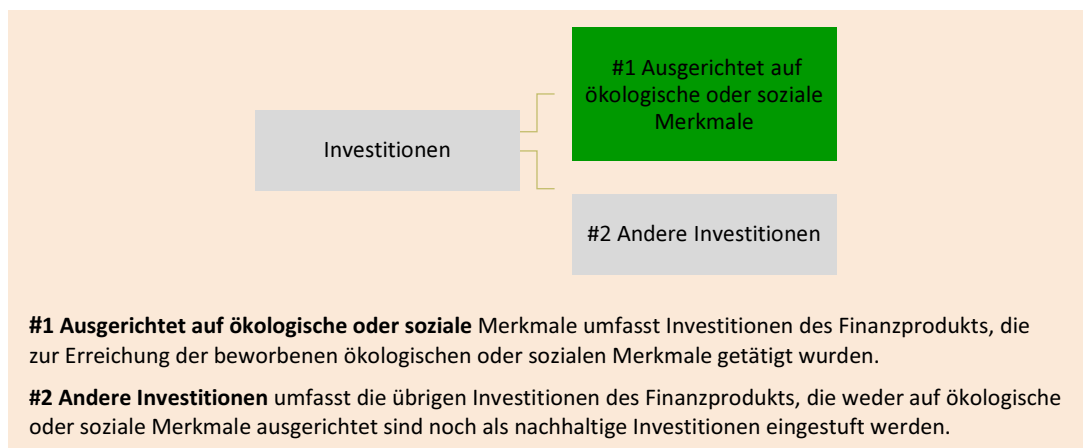 #1 Ausgerichtet auf
ökologische oder soziale
Merkmale
Investitionen
#2 Andere Investitionen
#1 Ausgerichtet auf ökologische oder soziale Merkmale umfasst Investitionen des Finanzprodukts, die
zur Erreichung der beworbenen ökologischen oder sozialen Merkmale getätigt wurden.
#2 Andere Investitionen umfasst die übrigen Investitionen des Finanzprodukts, die weder auf ökologische
oder soziale Merkmale ausgerichtet sind noch als nachhaltige Investitionen eingestuft werden.